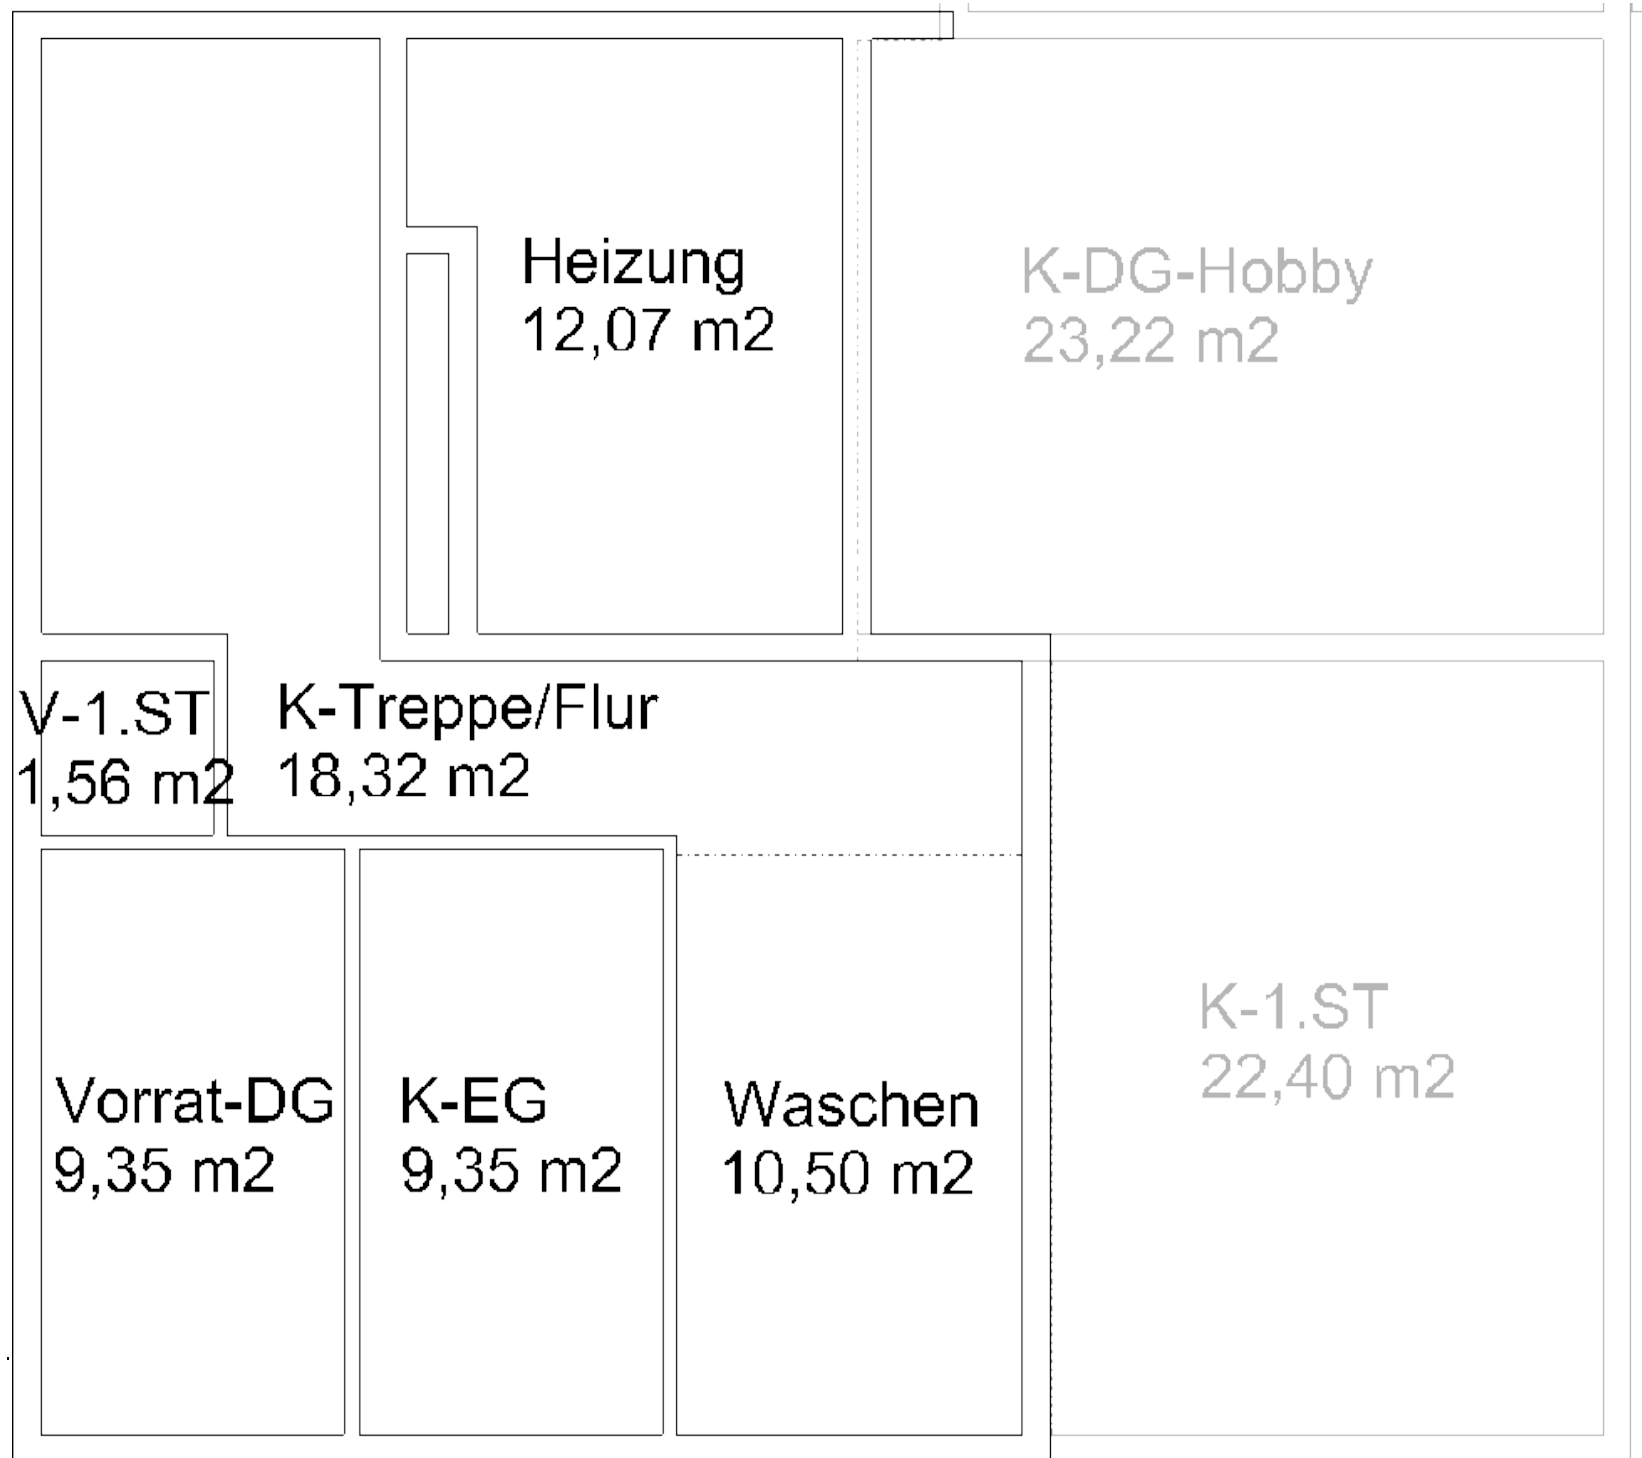 Heizung
12,07 m2
K-DG-Hobby
23,22 m2
V-1.ST
1,56 m2
K-Treppe/Flur
18,32 m2
K-1.ST
22,40 m2
Vorrat-DG
9,35 m2
K-EG
9,35 m2
Waschen
10,50 m2